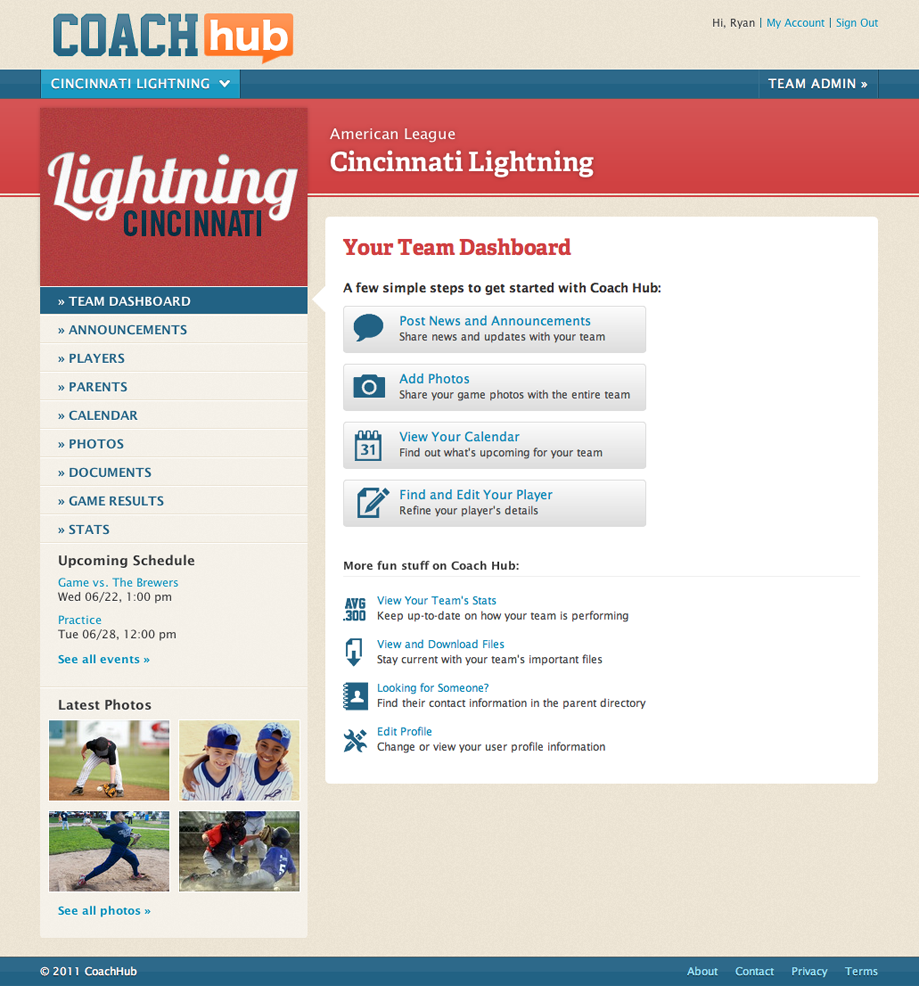 COACH hub
Hi, Ryan | My Account | Sign Out
CINCINNATI LIGHTNING
TEAM ADMIN »
Lightning
CINCINNATI
American League
Cincinnati Lightning
» TEAM DASHBOARD
» ANNOUNCEMENTS
» PLAYERS
» PARENTS
» CALENDAR
» PHOTOS
» DOCUMENTS
» GAME RESULTS
» STATS
Upcoming Schedule
Game vs. The Brewers
Wed 06/22, 1:00 pm
Practice
Tue 06/28, 12:00 pm
See all events »
Latest Photos
5
See all photos »
Your Team Dashboard
A few simple steps to get started with Coach Hub:
Post News and Announcements
Share news and updates with your team
Add Photos
Share your game photos with the entire team
31
View Your Calendar
Find out what's upcoming for your team
Find and Edit Your Player
Refine your player's details
More fun stuff on Coach Hub:
AVG
.300
View Your Team's Stats
Keep up-to-date on how your team is performing
View and Download Files
Stay current with your team's important files
Looking for Someone?
Find their contact information in the parent directory
Edit Profile
Change or view your user profile information
© 2011 CoachHub
About Contact Privacy Terms